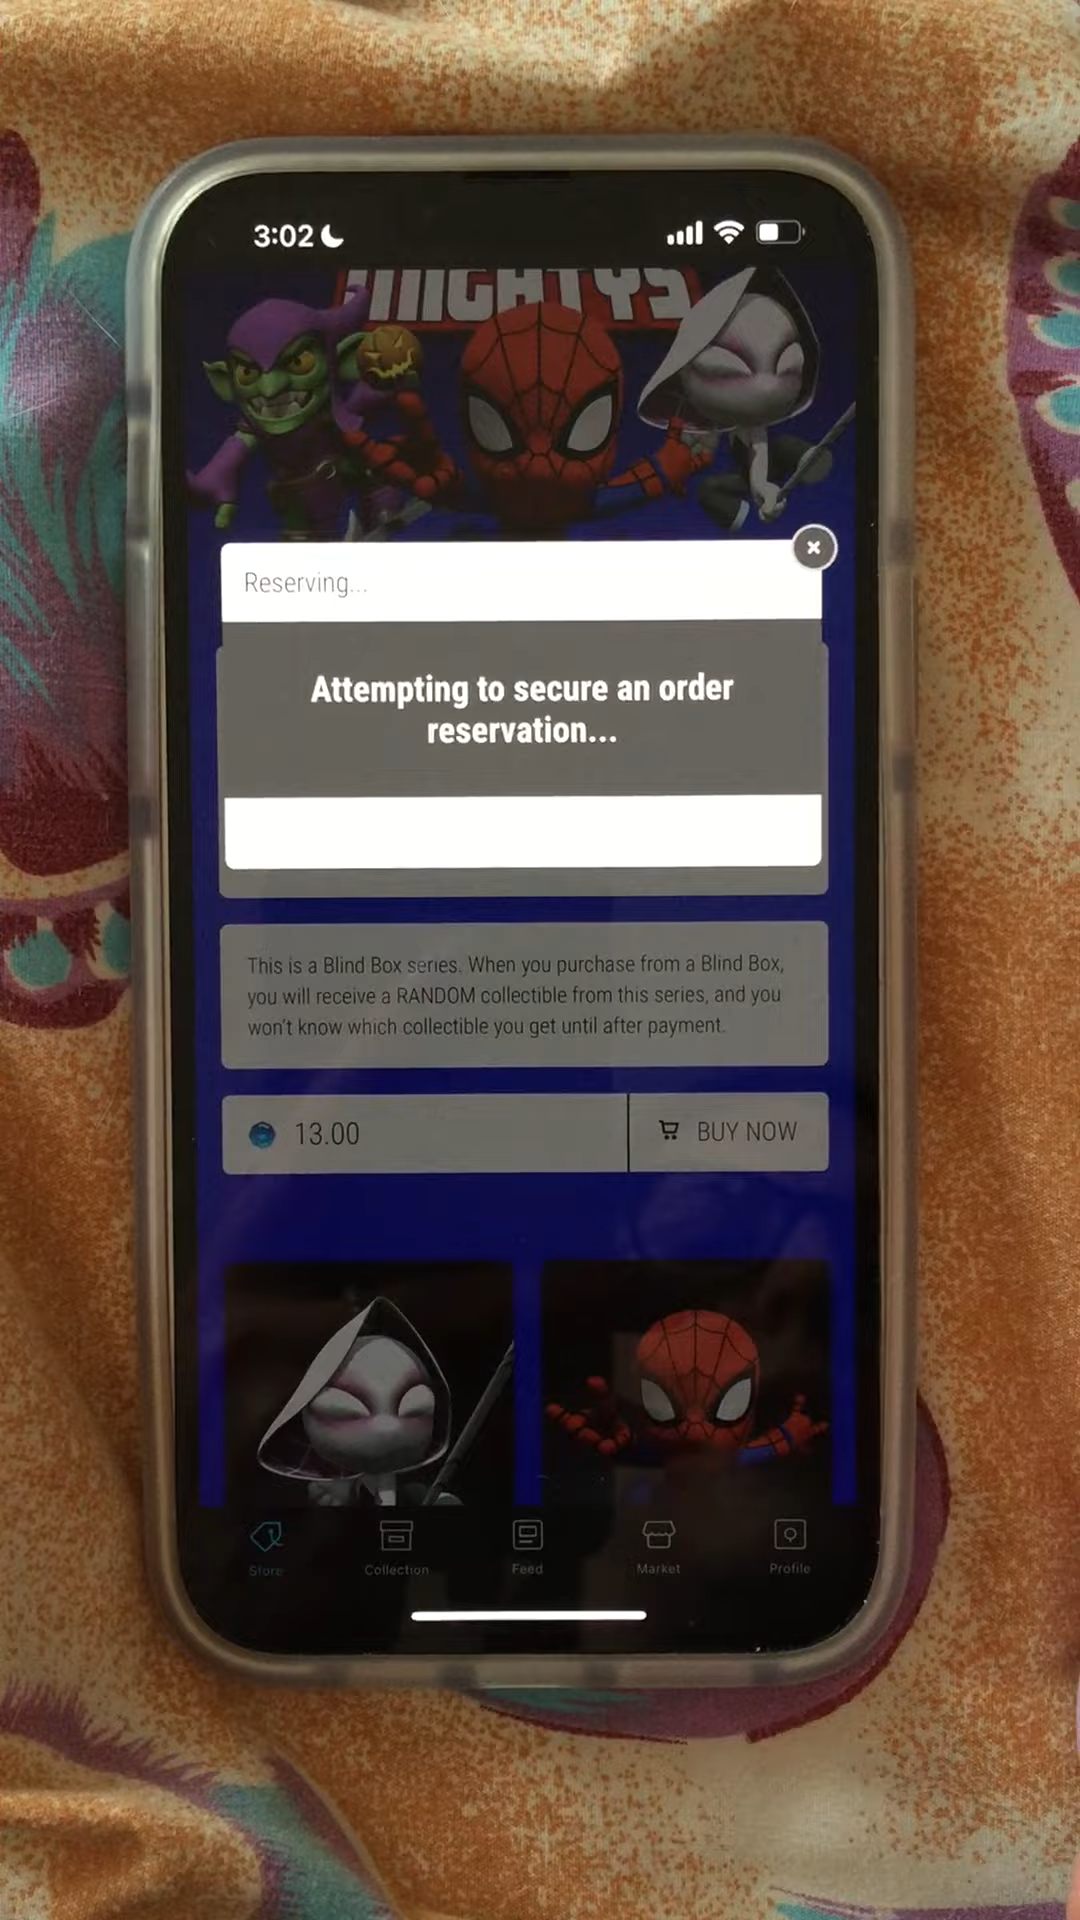 3:02
MIGHTYS
Reserving...
Attempting to secure an order
reservation...
This is a Blind Box series. When you purchase from a Blind Box,
you will receive a RANDOM collectible from this series, and you
won't know which collectible you get until after payment.
13.00
BUY NOW
Store
Collection
Feed
Market
Profile